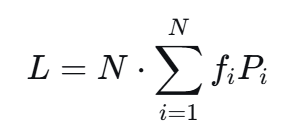 L = N · ∑_{i=1}^{N} f_i P_i